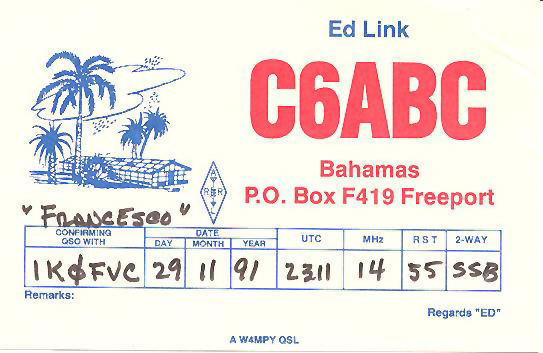 Ed Link
C6ABC
Bahamas
P.O. Box F419 Freeport
ARRL
"FRANCESCO"
CONFIRMING QSO WITH DATE DAY MONTH YEAR UTC MHz RST 2-WAY
IKØFVC 29 11 91 2311 14 55 SSB
Remarks:
Regards "ED"
A W4MPY QSL